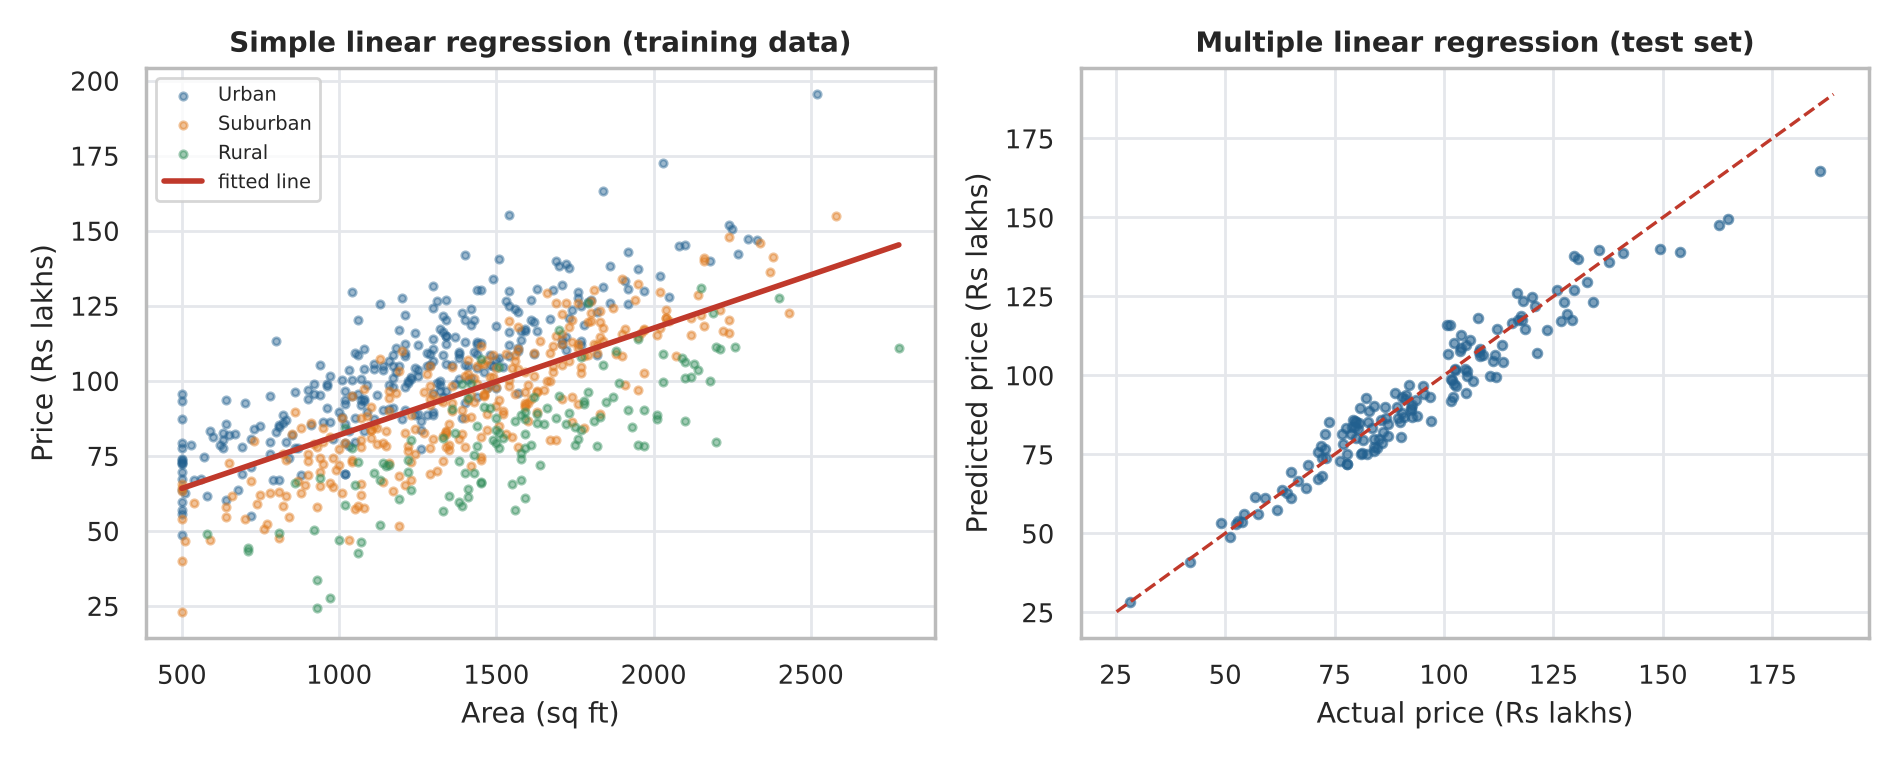 Simple linear regression (training data)
200
175
150
125
100
75
50
25
Price (Rs lakhs)
Urban
Suburban
Rural
fitted line
500 1000 1500 2000 2500
Area (sq ft)
Multiple linear regression (test set)
175
150
125
100
75
50
25
Predicted price (Rs lakhs)
25 50 75 100 125 150 175
Actual price (Rs lakhs)